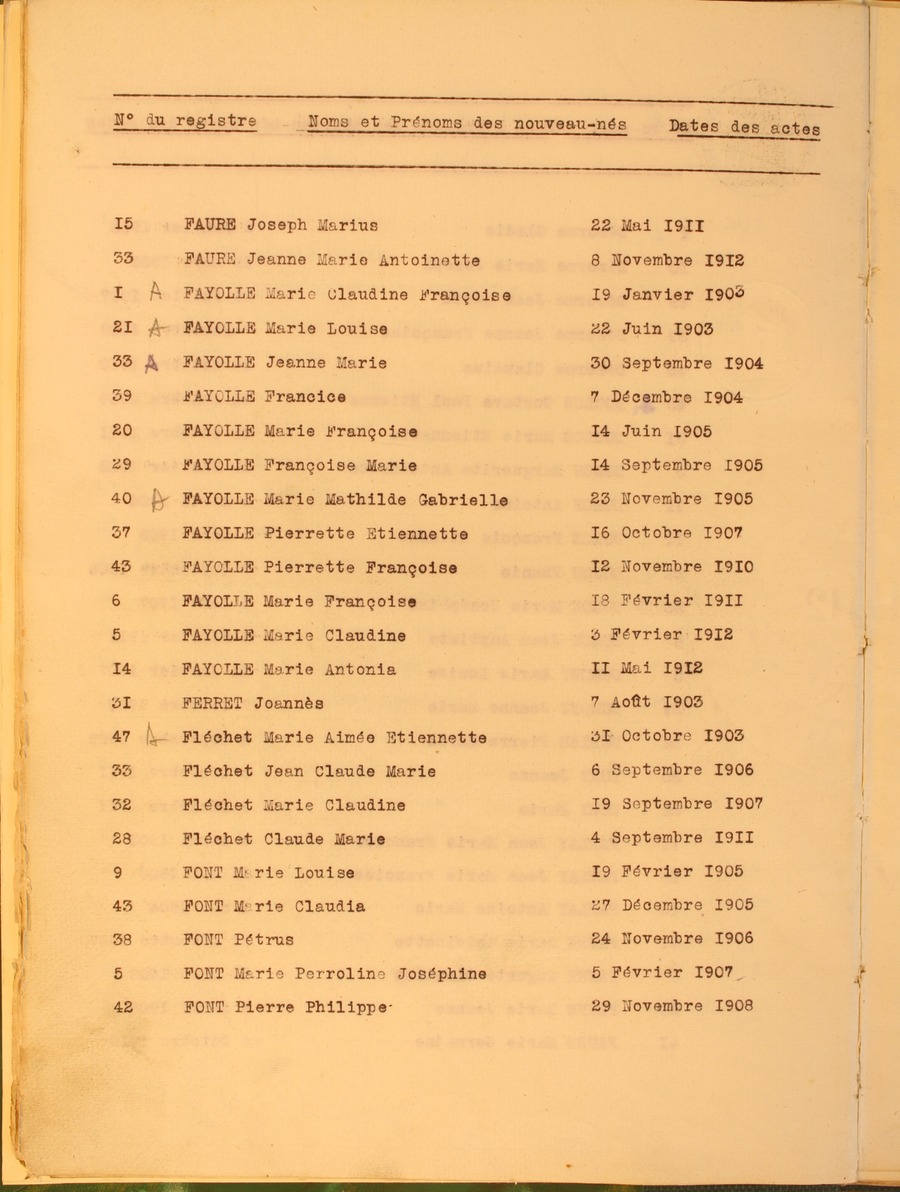 N° du registre Noms et Prénoms des nouveau-nés Dates des actes
I5 FAURE Joseph Marius 22 Mai I9II
33 FAURE Jeanne Marie Antoinette 8 Novembre I9I2
I A FAYOLLE Marie Claudine Françoise I9 Janvier I903
2I A FAYOLLE Marie Louise 22 Juin I903
33 A FAYOLLE Jeanne Marie 30 Septembre I904
39 FAYOLLE Francice 7 Décembre I904
20 FAYOLLE Marie Françoise I4 Juin I905
29 FAYOLLE Françoise Marie I4 Septembre I905
40 A FAYOLLE Marie Mathilde Gabrielle 23 Novembre I905
37 FAYOLLE Pierrette Etiennette I6 Octobre I907
43 FAYOLLE Pierrette Françoise I2 Novembre I9I0
6 FAYOLLE Marie Françoise I8 Février I9II
5 FAYOLLE Marie Claudine 3 Février I9I2
I4 FAYOLLE Marie Antonia II Mai I9I2
3I FERRET Joannès 7 Août I903
47 A Fléchet Marie Aimée Etiennette 3I Octobre I903
33 Fléchet Jean Claude Marie 6 Septembre I906
32 Fléchet Marie Claudine I9 Septembre I907
28 Fléchet Claude Marie 4 Septembre I9II
9 FONT Marie Louise I9 Février I905
43 FONT Marie Claudia 27 Décembre I905
38 FONT Pétrus 24 Novembre I906
5 FONT Marie Perroline Joséphine 5 Février I907
42 FONT Pierre Philippe 29 Novembre I908